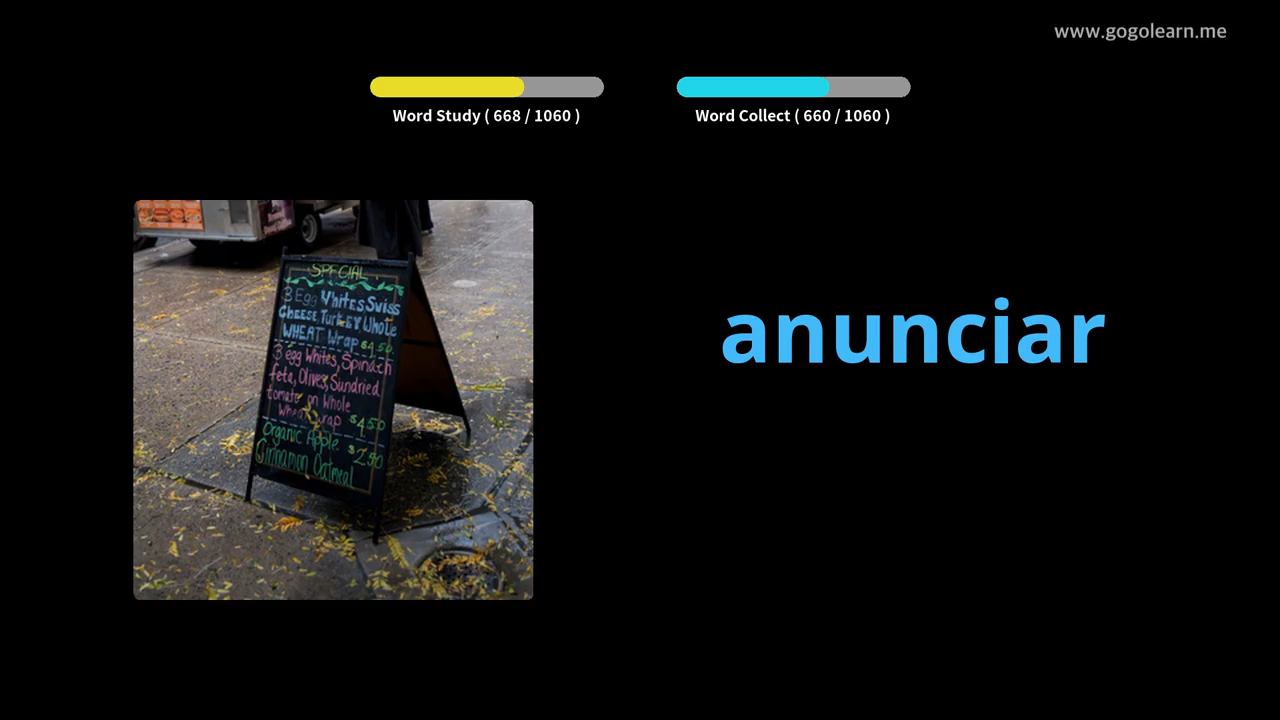 www.gogolearn.me
Word Study ( 668 / 1060 )
Word Collect ( 660 / 1060 )
SPECIAL
3 Egg Whites, Swiss
Cheese, Turkey Whole
WHEAT Wrap $4.50
3 egg Whites, Spinach
feta, Olives, Sundried
tomato on Whole
Wheat Wrap $4.50
Organic Apple
Cinnamon Oatmeal $2.50
anunciar